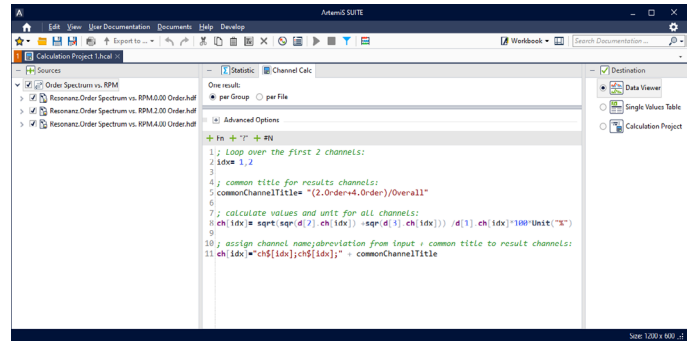 ArtemiS SUITE
Edit View User Documentation Documents Help Develop
Export to ...
Workbook
Search Documentation ...
1 Calculation Project 1.hcal
Sources
Order Spectrum vs. RPM
Resonanz.Order Spectrum vs. RPM.0.00 Order.hdf
Resonanz.Order Spectrum vs. RPM.2.00 Order.hdf
Resonanz.Order Spectrum vs. RPM.4.00 Order.hdf
Statistic
Channel Calc
One result:
per Group
per File
Advanced Options
+ fn + "/" + #N
1 ; Loop over the first 2 channels:
2 idx= 1,2
3
4 ; common title for results channels:
5 commonChannelTitle= "(2.Order+4.Order)/Overall"
6
7 ; calculate values and unit for all channels:
8 ch[idx]= sqrt(sqr(d[2].ch[idx]) +sqr(d[3].ch[idx])) /d[1].ch[idx]*100*Unit("%")
9
10 ; assign channel name;abreviation from input + common title to result channels:
11 ch[idx]="ch$[idx];ch$[idx];" + commonChannelTitle
Destination
Data Viewer
Single Values Table
Calculation Project
Size: 1200 x 600